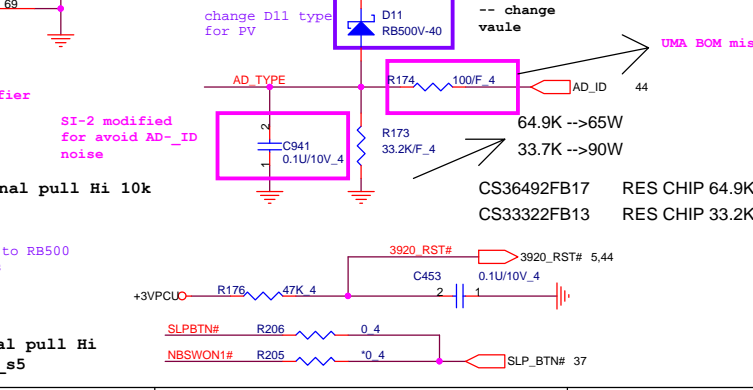 69
change D11 type
for PV
D11
RB500V-40
-- change
vaule
UMA BOM mis
AD_TYPE
R174
100/F_4
AD_ID
44
fier
SI-2 modified
for avoid AD-_ID
noise
2
C941
0.1U/10V_4
1
R173
33.2K/F_4
64.9K -->65W
33.7K -->90W
nal pull Hi 10k
CS36492FB17
RES CHIP 64.9K
CS33322FB13
RES CHIP 33.2K
to RB500
3920_RST#
3920_RST# 5,44
C453
0.1U/10V_4
+3VPCU
R176
47K_4
2
1
SLPBTN#
R206
0_4
al pull Hi
_s5
NBSWON1#
R205
*0_4
SLP_BTN# 37